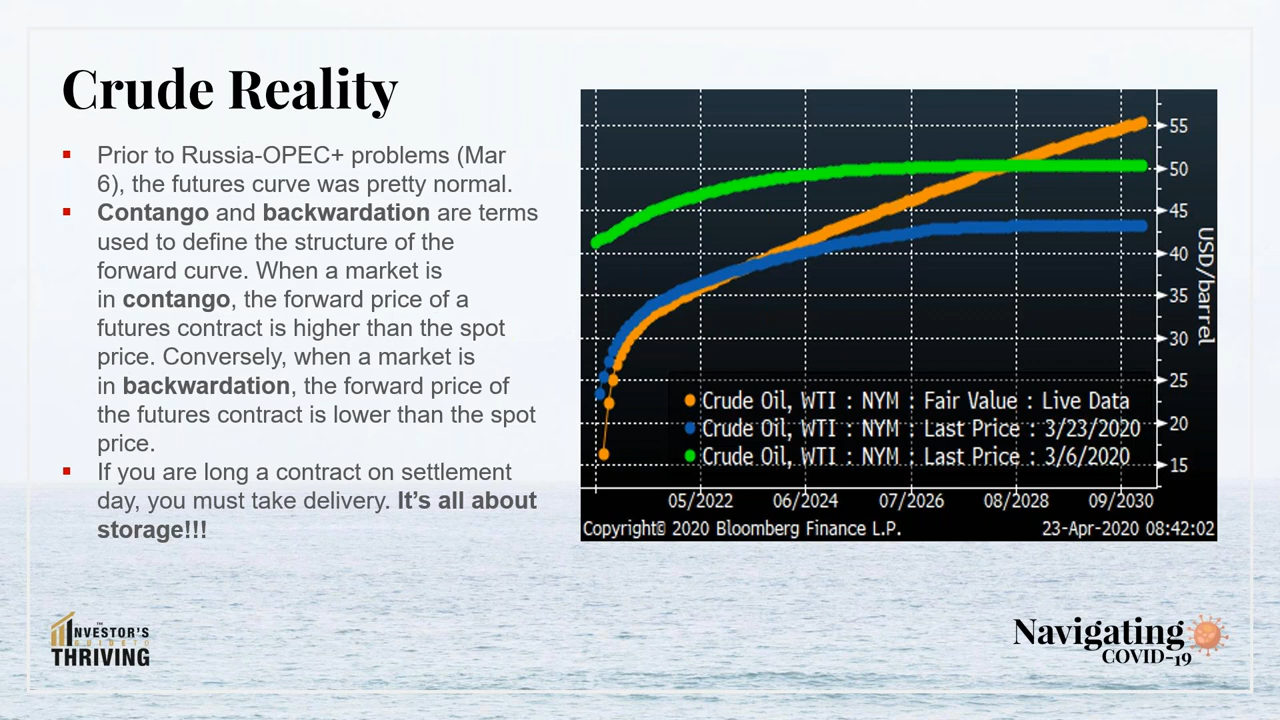 Crude Reality
▪ Prior to Russia-OPEC+ problems (Mar
6), the futures curve was pretty normal.
▪ Contango and backwardation are terms
used to define the structure of the
forward curve. When a market is
in contango, the forward price of a
futures contract is higher than the spot
price. Conversely, when a market is
in backwardation, the forward price of
the futures contract is lower than the spot
price.
▪ If you are long a contract on settlement
day, you must take delivery. It’s all about
storage!!!
55
50
45
40
35
30
25
20
15
USD/barrel
Crude Oil, WTI : NYM : Fair Value : Live Data
Crude Oil, WTI : NYM : Last Price : 3/23/2020
Crude Oil, WTI : NYM : Last Price : 3/6/2020
05/2022 06/2024 07/2026 08/2028 09/2030
Copyright© 2020 Bloomberg Finance L.P. 23-Apr-2020 08:42:02
THE
INVESTOR'S
GUIDE TO
THRIVING
Navigating
COVID-19